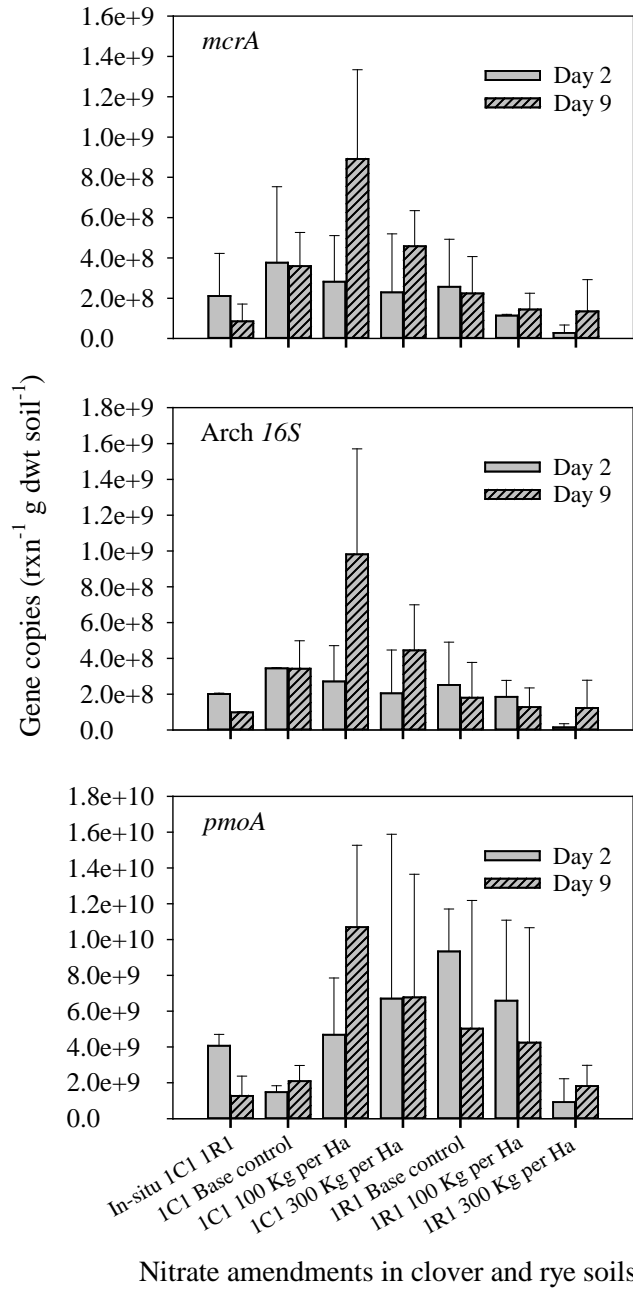 1.6e+9
1.4e+9
1.2e+9
1.0e+9
8.0e+8
6.0e+8
4.0e+8
2.0e+8
0.0
mcrA
Day 2
Day 9
1.8e+9
1.6e+9
1.4e+9
1.2e+9
1.0e+9
8.0e+8
6.0e+8
4.0e+8
2.0e+8
0.0
Arch 16S
Day 2
Day 9
Gene copies (rxn⁻¹ g dwt soil⁻¹)
1.8e+10
1.6e+10
1.4e+10
1.2e+10
1.0e+10
8.0e+9
6.0e+9
4.0e+9
2.0e+9
0.0
pmoA
Day 2
Day 9
In-situ 1C1 1R1
1C1 Base control
1C1 100 Kg per Ha
1C1 300 Kg per Ha
1R1 Base control
1R1 100 Kg per Ha
1R1 300 Kg per Ha
Nitrate amendments in clover and rye soils